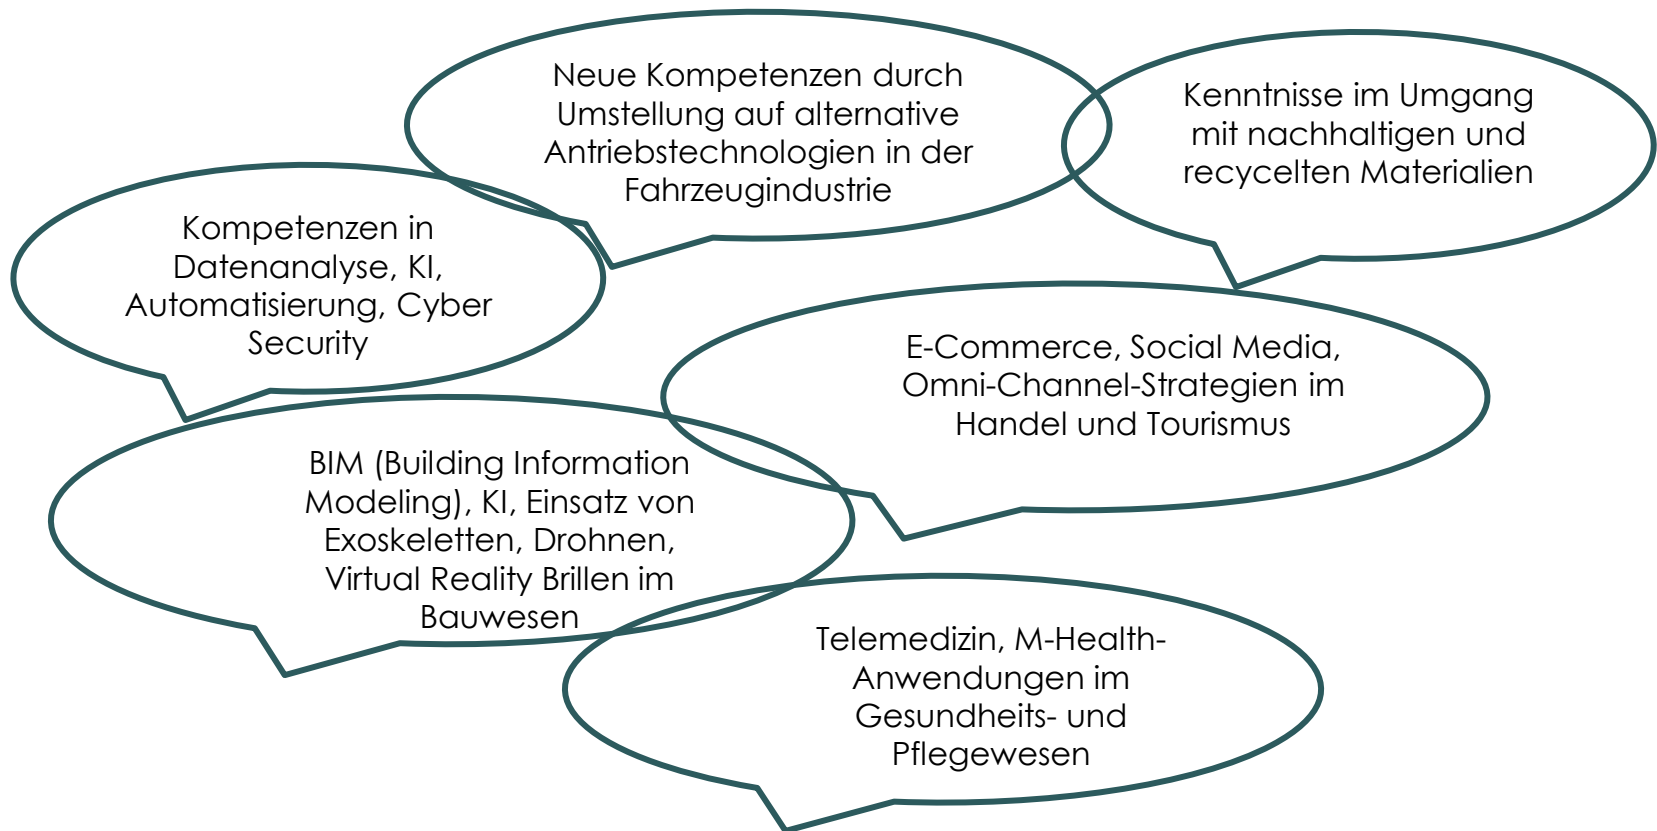 Neue Kompetenzen durch
Umstellung auf alternative
Antriebstechnologien in der
Fahrzeugindustrie
Kenntnisse im Umgang
mit nachhaltigen und
recycelten Materialien
Kompetenzen in
Datenanalyse, KI,
Automatisierung, Cyber
Security
E-Commerce, Social Media,
Omni-Channel-Strategien im
Handel und Tourismus
BIM (Building Information
Modeling), KI, Einsatz von
Exoskeletten, Drohnen,
Virtual Reality Brillen im
Bauwesen
Telemedizin, M-Health-
Anwendungen im
Gesundheits- und
Pflegewesen